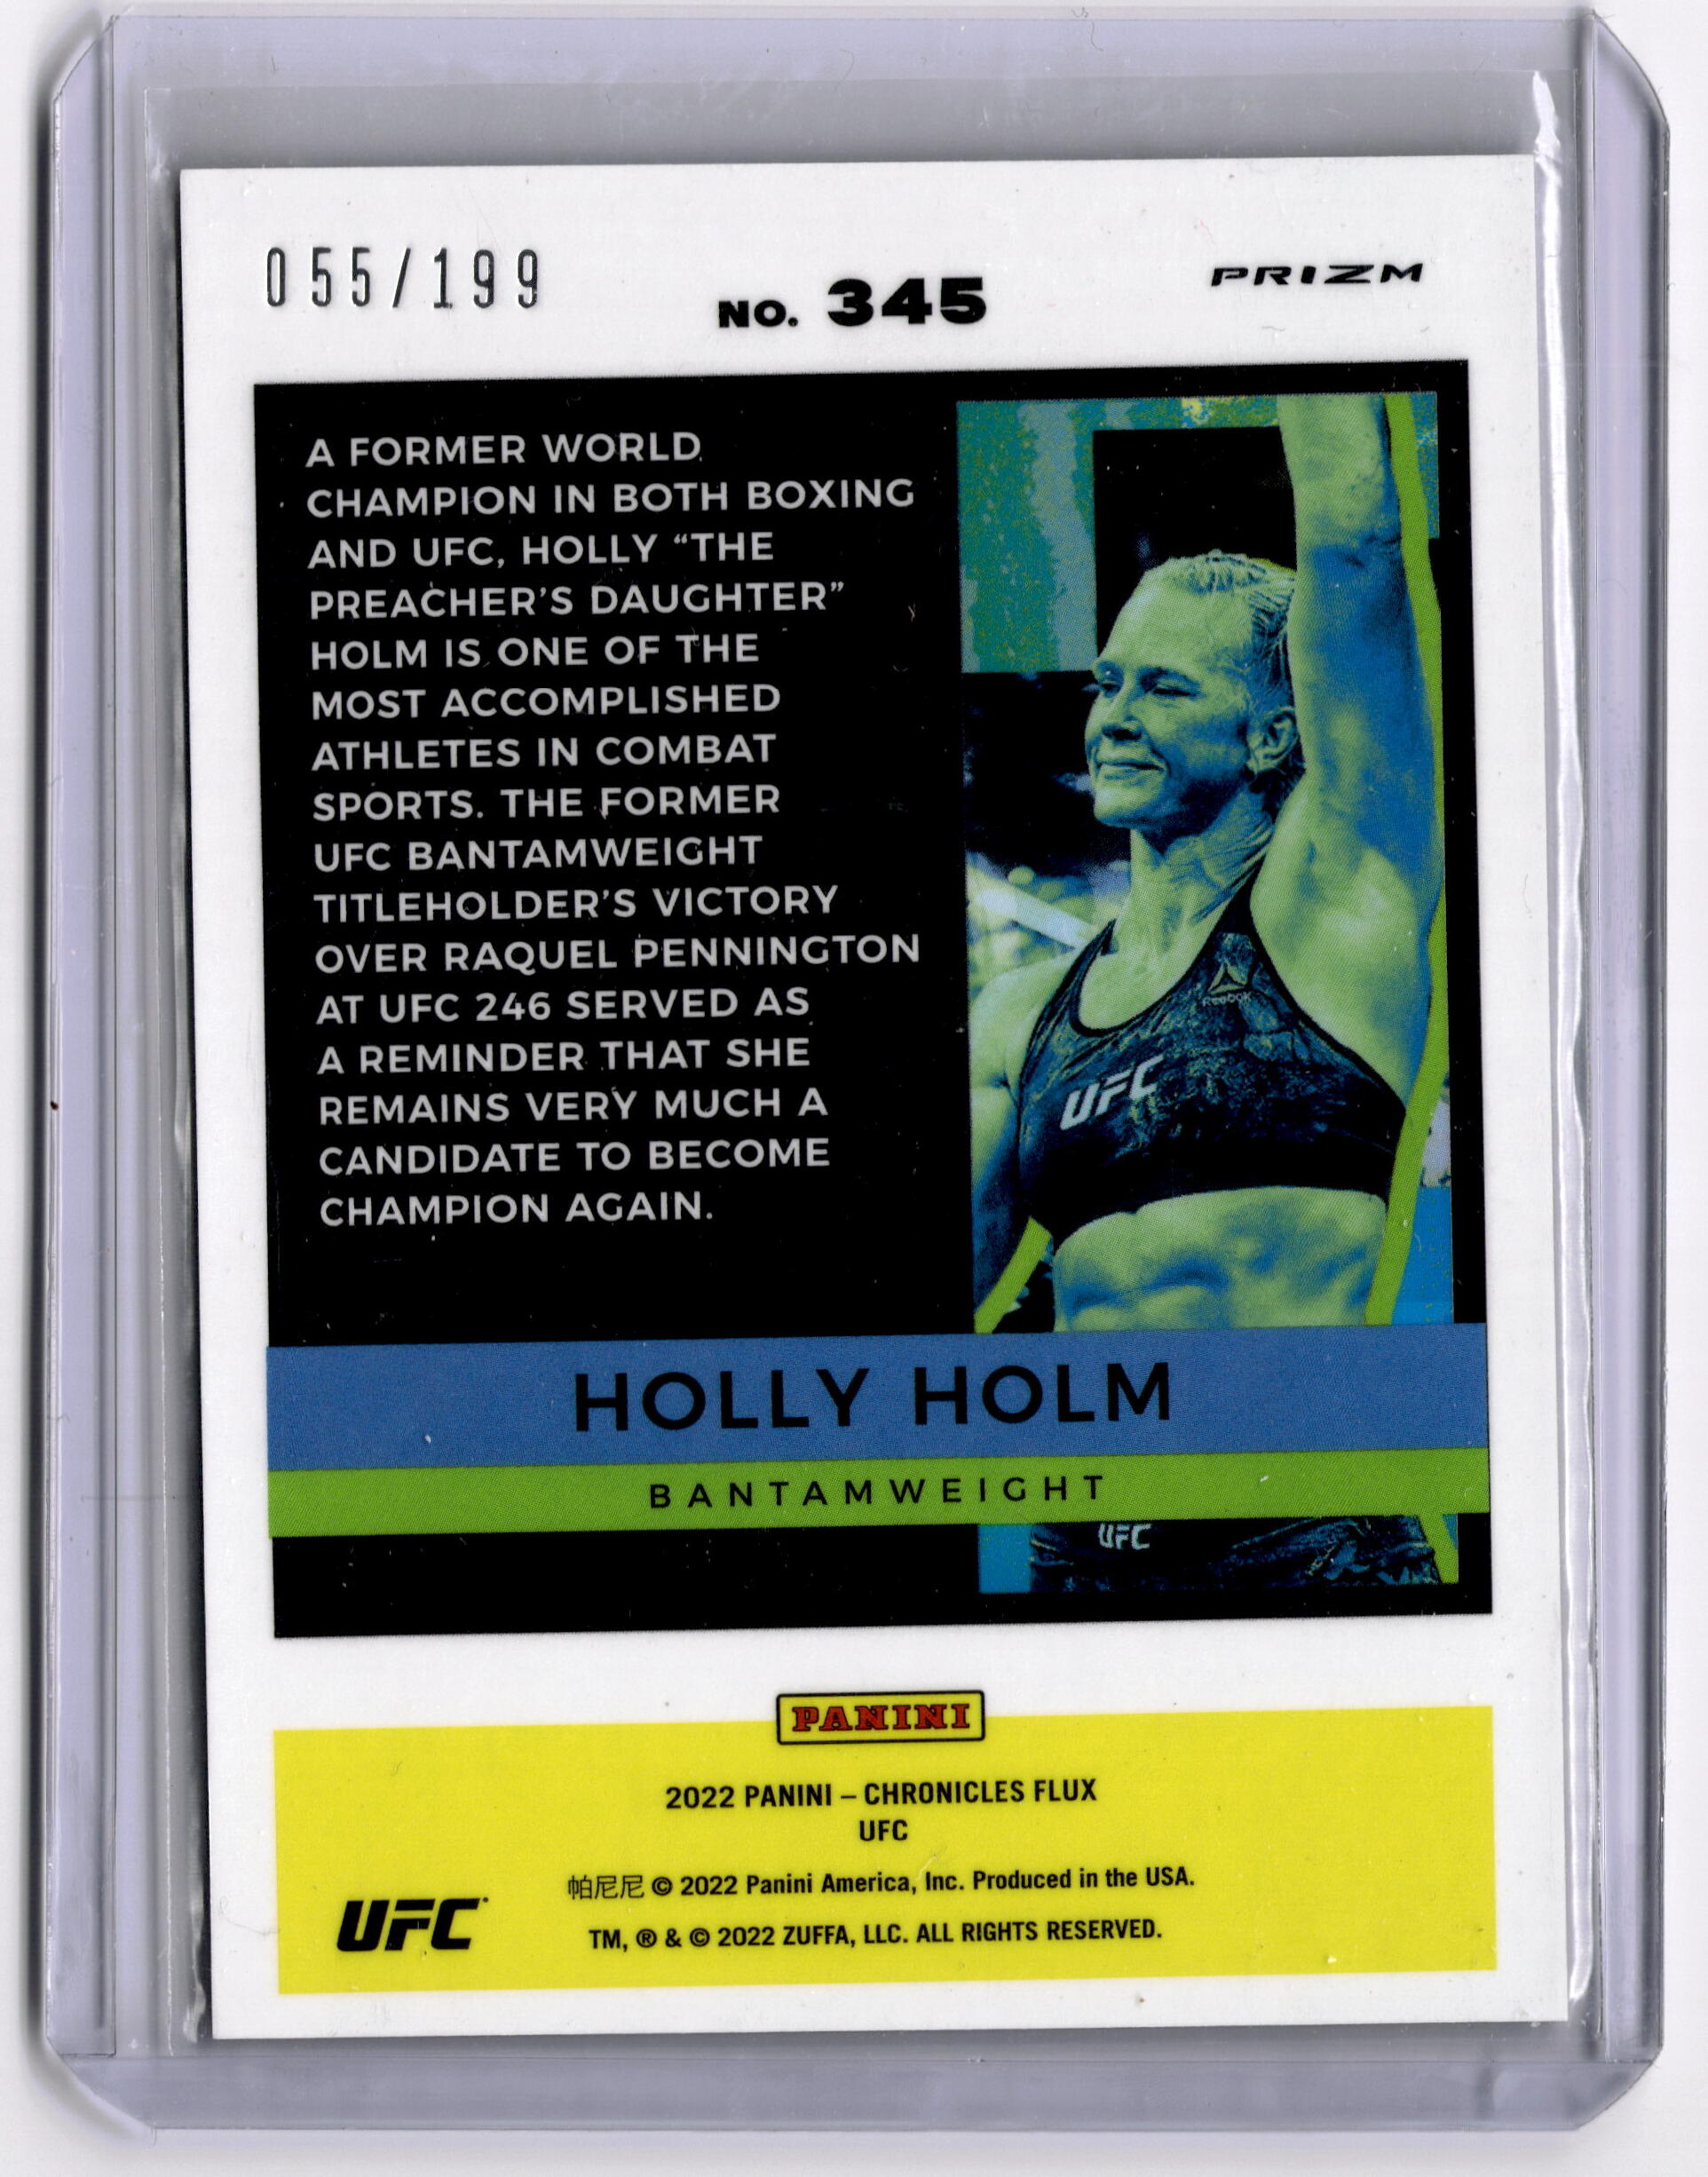 055/199
NO. 345
PRIZM
A FORMER WORLD
CHAMPION IN BOTH BOXING
AND UFC, HOLLY “THE
PREACHER’S DAUGHTER”
HOLM IS ONE OF THE
MOST ACCOMPLISHED
ATHLETES IN COMBAT
SPORTS. THE FORMER
UFC BANTAMWEIGHT
TITLEHOLDER’S VICTORY
OVER RAQUEL PENNINGTON
AT UFC 246 SERVED AS
A REMINDER THAT SHE
REMAINS VERY MUCH A
CANDIDATE TO BECOME
CHAMPION AGAIN.
Reebok
UFC
HOLLY HOLM
BANTAMWEIGHT
UFC
PANINI
2022 PANINI – CHRONICLES FLUX
UFC
帕尼尼 © 2022 Panini America, Inc. Produced in the USA.
UFC
TM, ® & © 2022 ZUFFA, LLC. ALL RIGHTS RESERVED.